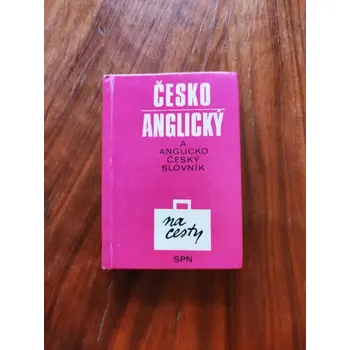 ČESKO
ANGLICKÝ
A
ANGLICKO
ČESKÝ
SLOVNÍK
na
cesty
SPN